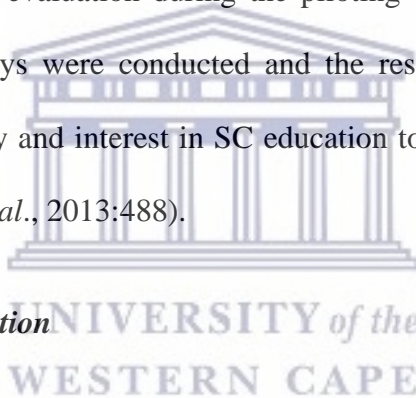 evaluation during the piloting
ys were conducted and the res
y and interest in SC education to
al., 2013:488).
tion
UNIVERSITY of the
WESTERN CAPE